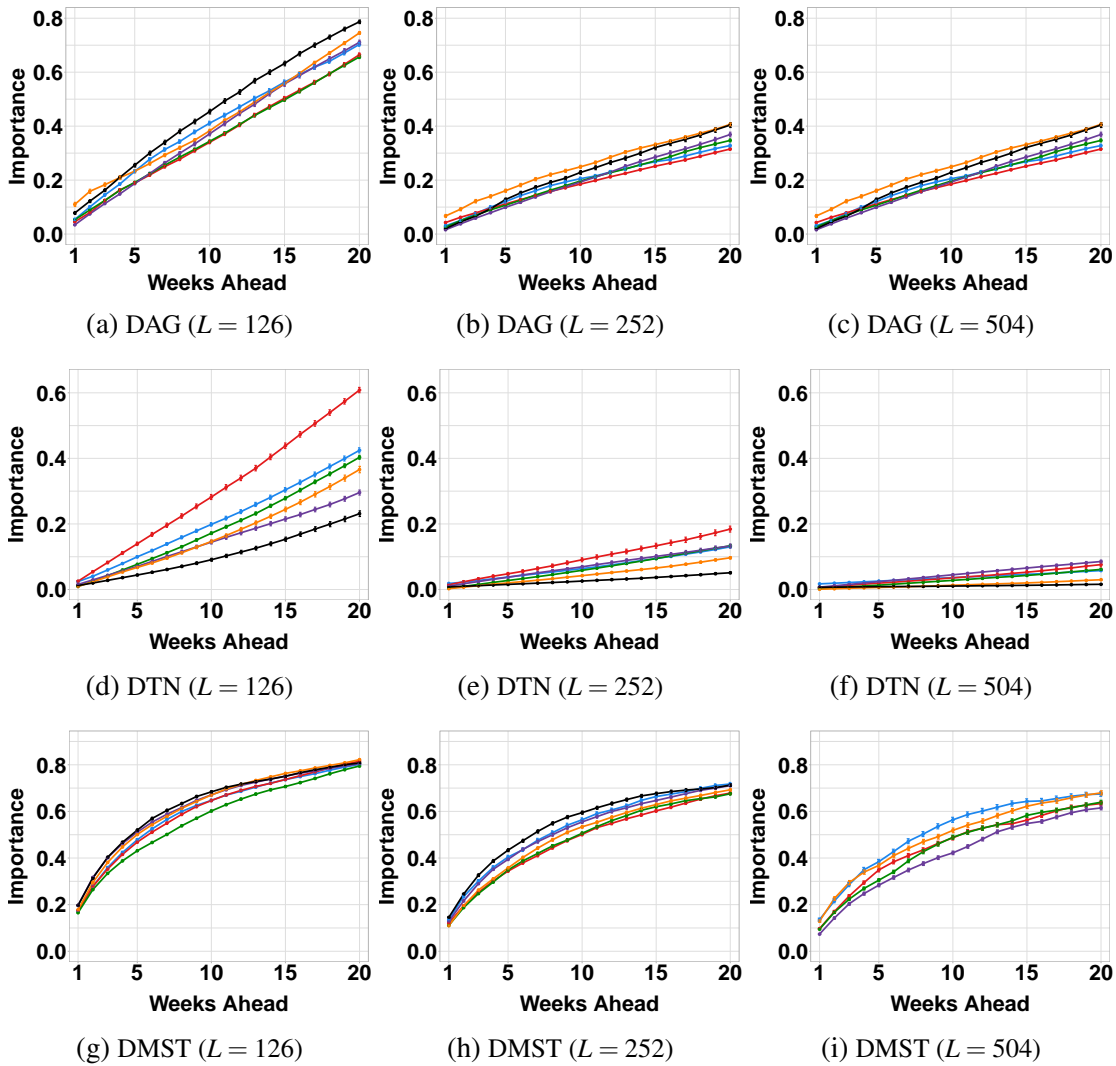 0.8
0.6
0.4
0.2
0.0
Importance
1 5 10 15 20
Weeks Ahead
(a) DAG (L = 126)
0.8
0.6
0.4
0.2
0.0
Importance
1 5 10 15 20
Weeks Ahead
(b) DAG (L = 252)
0.8
0.6
0.4
0.2
0.0
Importance
1 5 10 15 20
Weeks Ahead
(c) DAG (L = 504)
0.6
0.4
0.2
0.0
Importance
1 5 10 15 20
Weeks Ahead
(d) DTN (L = 126)
0.6
0.4
0.2
0.0
Importance
1 5 10 15 20
Weeks Ahead
(e) DTN (L = 252)
0.6
0.4
0.2
0.0
Importance
1 5 10 15 20
Weeks Ahead
(f) DTN (L = 504)
0.8
0.6
0.4
0.2
0.0
Importance
1 5 10 15 20
Weeks Ahead
(g) DMST (L = 126)
0.8
0.6
0.4
0.2
0.0
Importance
1 5 10 15 20
Weeks Ahead
(h) DMST (L = 252)
0.8
0.6
0.4
0.2
0.0
Importance
1 5 10 15 20
Weeks Ahead
(i) DMST (L = 504)